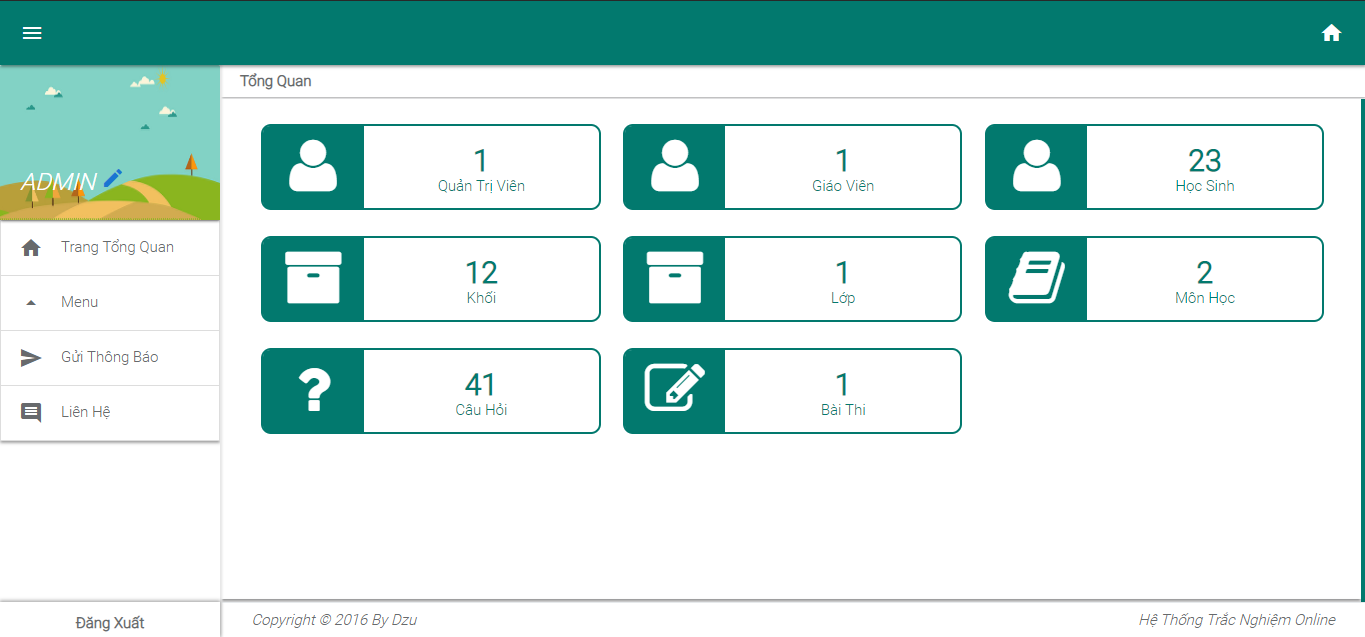 Tổng Quan
ADMIN
Trang Tổng Quan
Menu
Gửi Thông Báo
Liên Hệ
Đăng Xuất
1
Quản Trị Viên
1
Giáo Viên
23
Học Sinh
12
Khối
1
Lớp
2
Môn Học
41
Câu Hỏi
1
Bài Thi
Copyright © 2016 By Dzu
Hệ Thống Trắc Nghiệm Online